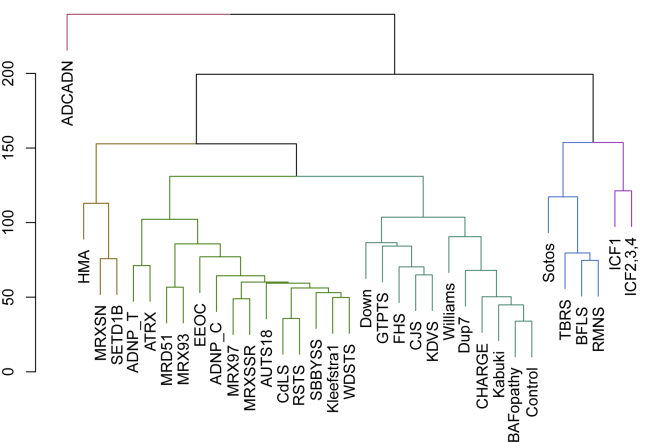 200
150
100
50
0
ADCADN
HMA
MRXSN
SETD1B
ADNP_T
ATRX
MRD51
MRX93
EEOC
ADNP_C
MRX97
MRXSSR
AUTS18
CdLS
RSTS
SBBYSS
Kleefstra1
WDSTS
Down
GTPTS
FHS
CJS
KDVS
Williams
Dup7
CHARGE
Kabuki
BAFopathy
Control
Sotos
TBRS
BFLS
RMNS
ICF1
ICF2,3,4